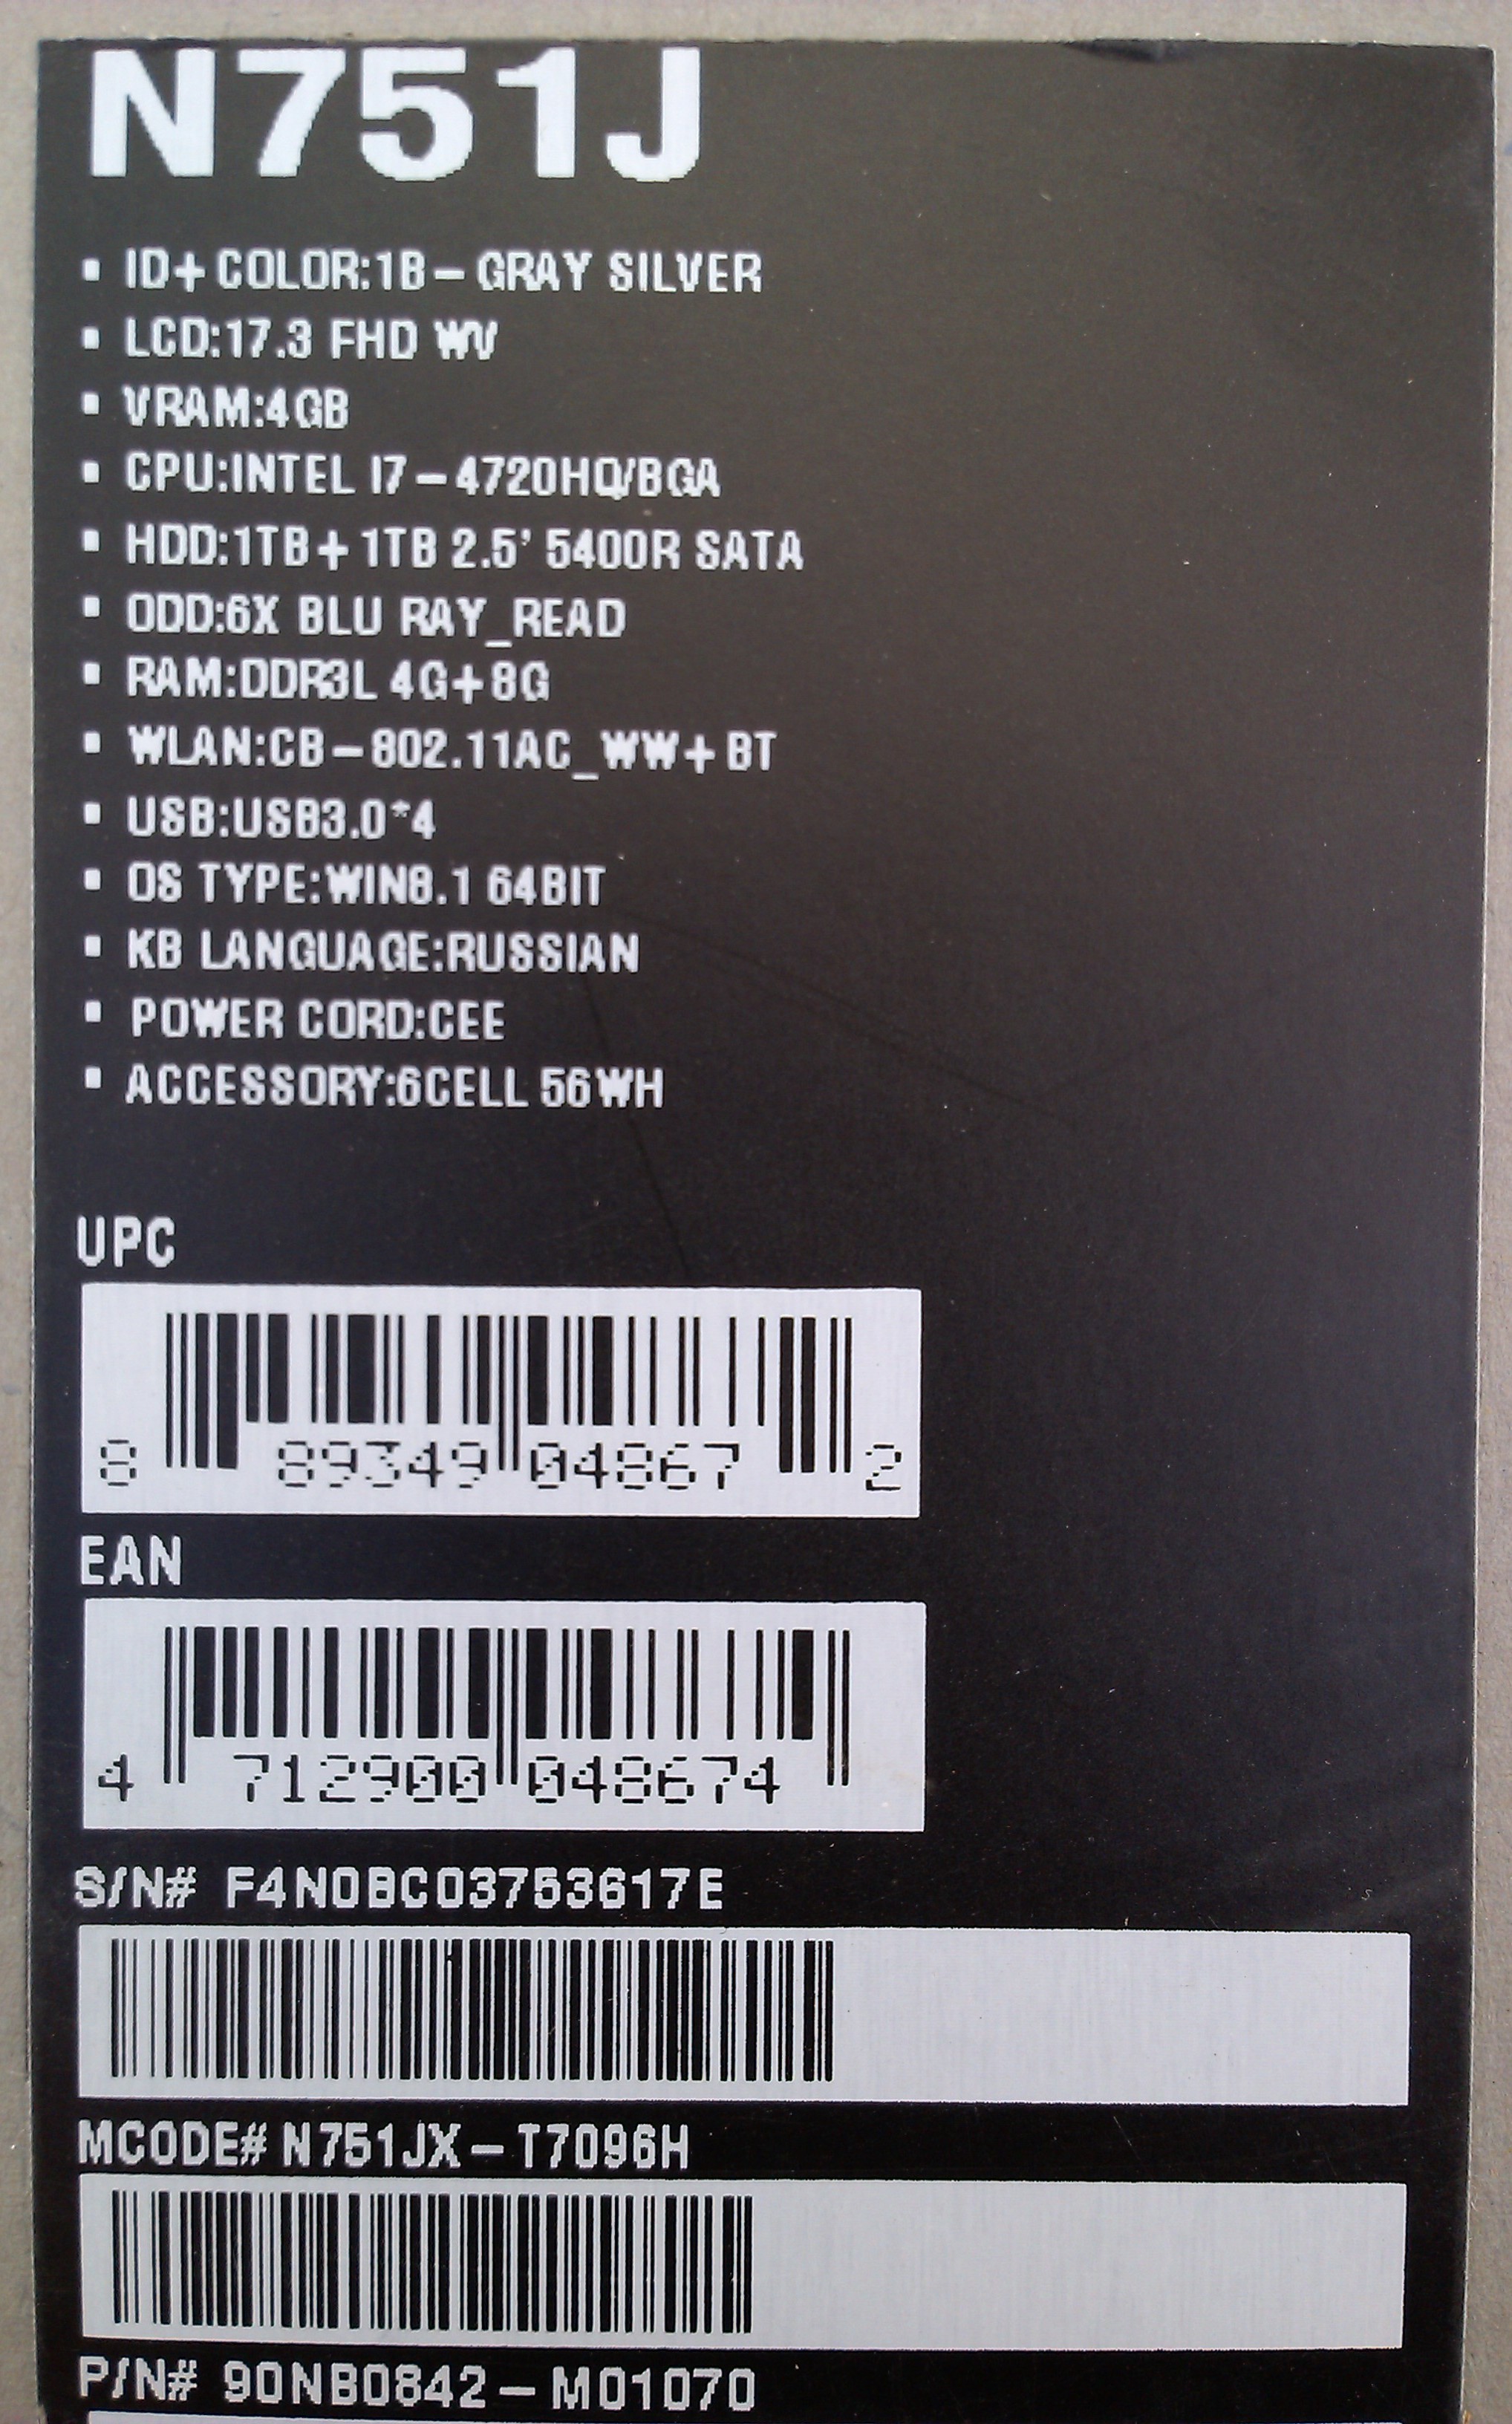 N751J
▪ ID+COLOR:1B-GRAY SILVER
▪ LCD:17.3 FHD WV
▪ VRAM:4GB
▪ CPU:INTEL I7-4720HQ/BGA
▪ HDD:1TB+1TB 2.5' 5400R SATA
▪ ODD:6X BLU RAY_READ
▪ RAM:DDR3L 4G+8G
▪ WLAN:CB-802.11AC_WW+BT
▪ USB:USB3.0*4
▪ OS TYPE:WIN8.1 64BIT
▪ KB LANGUAGE:RUSSIAN
▪ POWER CORD:CEE
▪ ACCESSORY:6CELL 56WH
UPC
8 89349 04867 2
EAN
4 712900 048674
S/N# F4N0BC03753617E
MCODE# N751JX-T7096H
P/N# 90NB0842-M01070